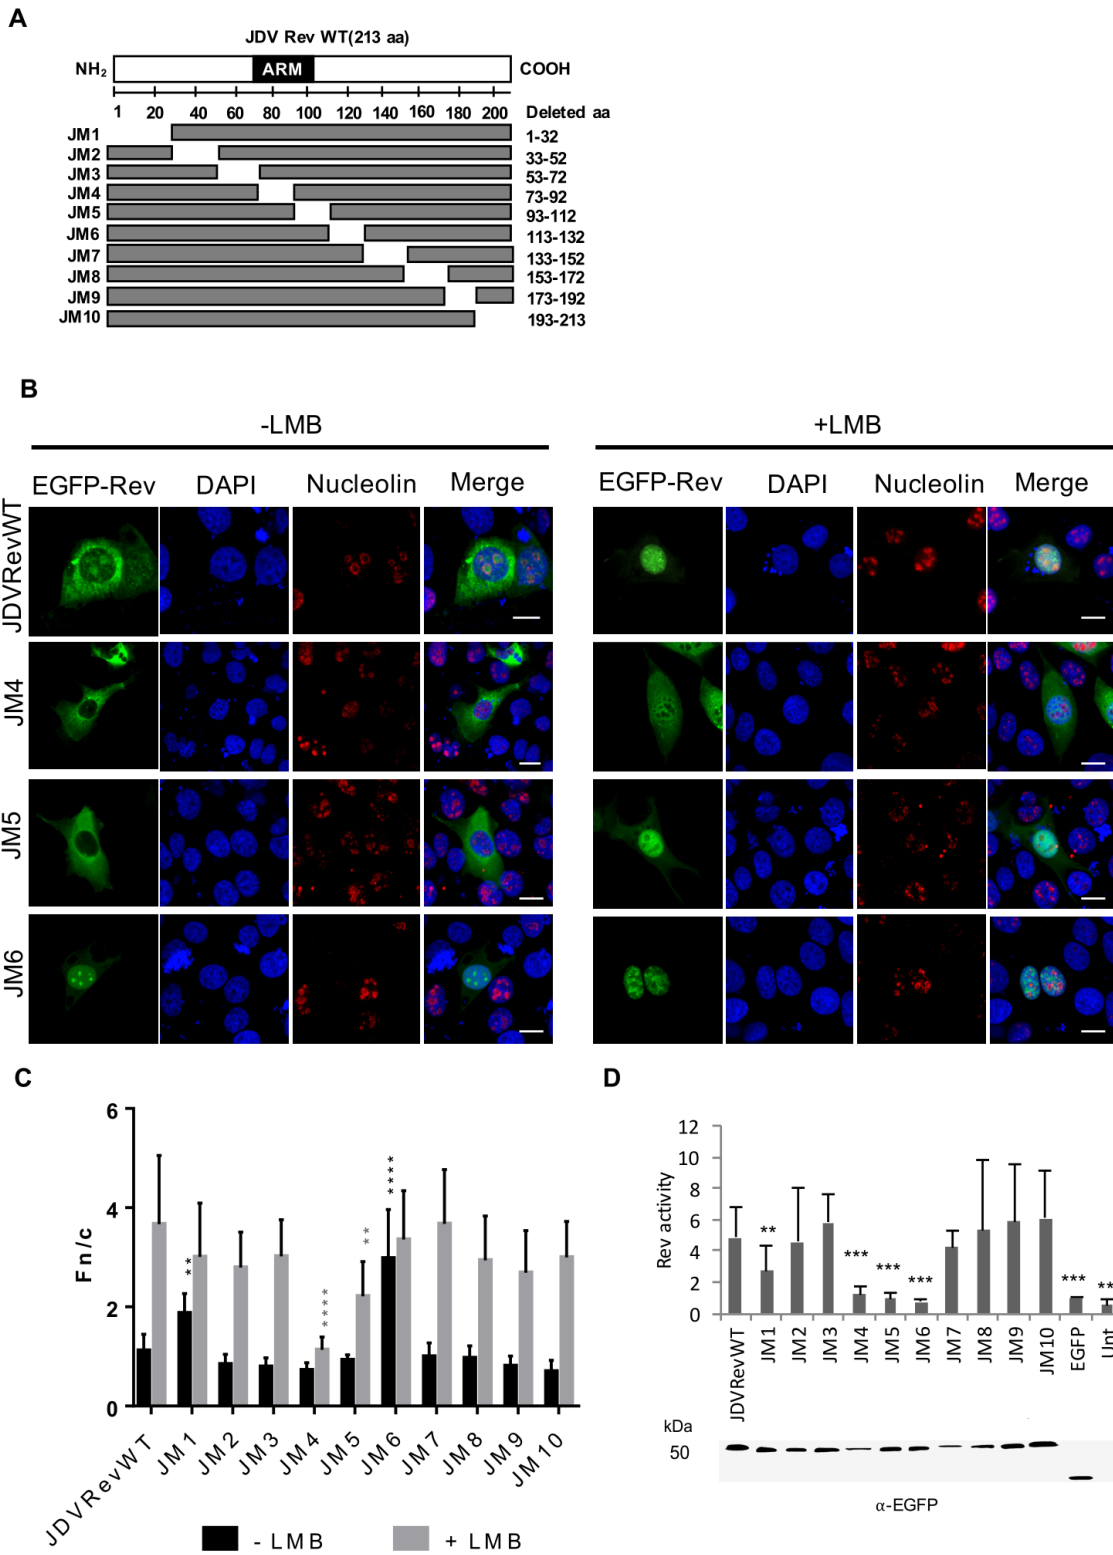 A
JDV Rev WT(213 aa)
NH2 ARM COOH
1 20 40 60 80 100 120 140 160 180 200 Deleted aa
JM1 1-32
JM2 33-52
JM3 53-72
JM4 73-92
JM5 93-112
JM6 113-132
JM7 133-152
JM8 153-172
JM9 173-192
JM10 193-213
B
-LMB +LMB
EGFP-Rev DAPI Nucleolin Merge EGFP-Rev DAPI Nucleolin Merge
JDVRevWT
JM4
JM5
JM6
C
6
4
2
0
Fn/c
**
****
**
****
JDVRevWT JM1 JM2 JM3 JM4 JM5 JM6 JM7 JM8 JM9 JM10
- LMB + LMB
D
12
10
8
6
4
2
0
Rev activity
** *** *** *** *** **
JDVRevWT JM1 JM2 JM3 JM4 JM5 JM6 JM7 JM8 JM9 JM10 EGFP Unt
kDa
50
α-EGFP